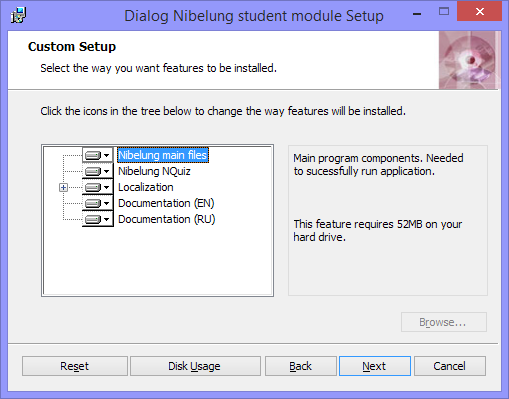 Dialog Nibelung student module Setup
Custom Setup
Select the way you want features to be installed.
Click the icons in the tree below to change the way features will be installed.
Nibelung main files
Nibelung NQuiz
Localization
Documentation (EN)
Documentation (RU)
Main program components. Needed
to sucessfully run application.
This feature requires 52MB on your
hard drive.
Browse...
Reset
Disk Usage
Back
Next
Cancel